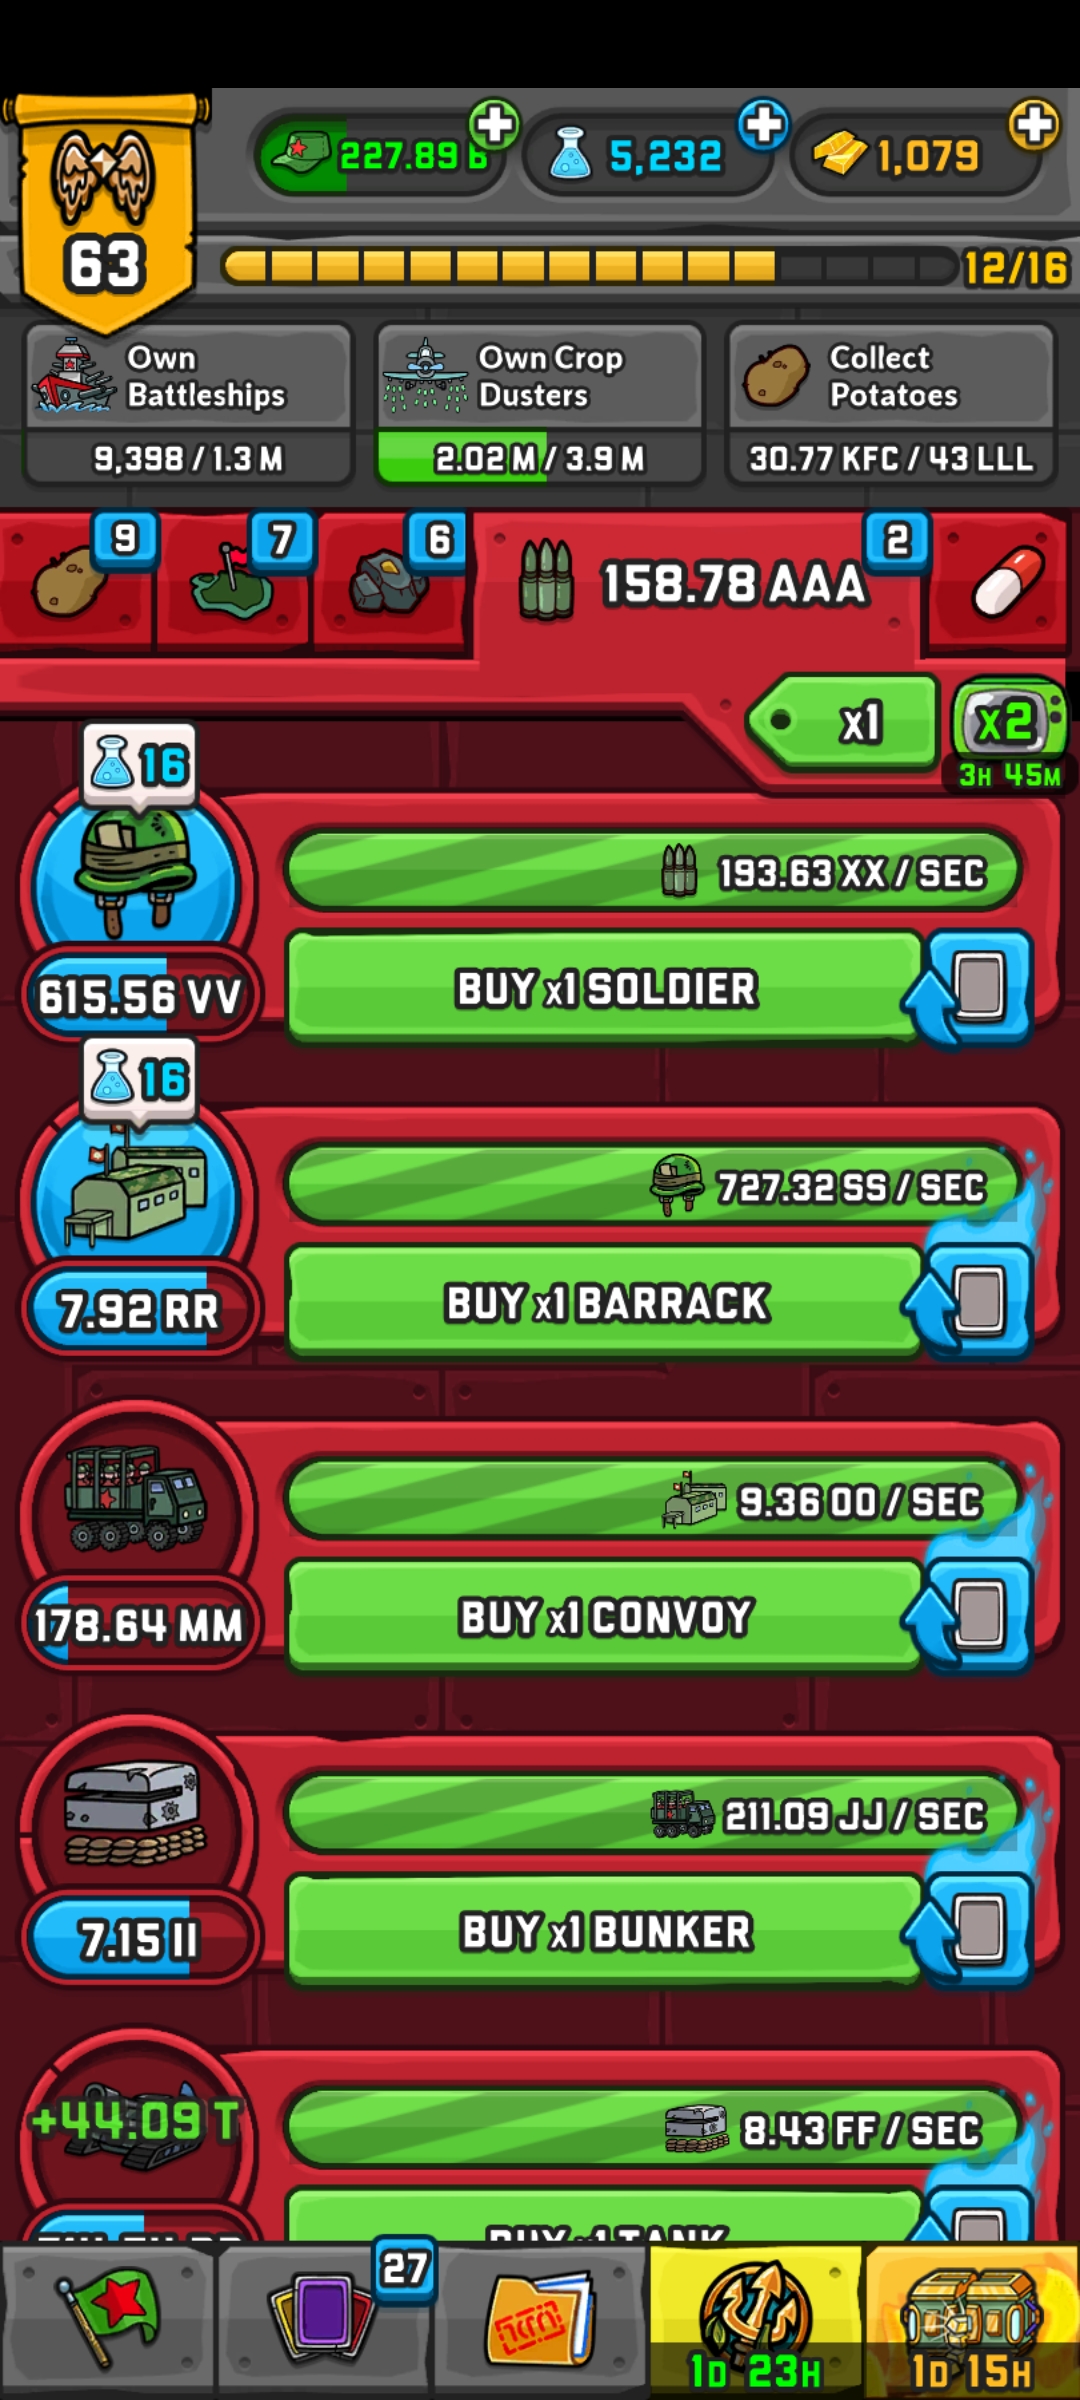 227.89 B
5,232
1,079
63
12/16
Own
Battleships
9,398 / 1.3 M
Own Crop
Dusters
2.02 M / 3.9 M
Collect
Potatoes
30.77 KFC / 43 LLL
9
7
6
158.78 AAA
2
x1
x2
3H 45M
16
193.63 XX / SEC
615.56 VV
BUY x1 SOLDIER
16
727.32 SS / SEC
7.92 RR
BUY x1 BARRACK
9.36 OO / SEC
178.64 MM
BUY x1 CONVOY
211.09 JJ / SEC
7.15 II
BUY x1 BUNKER
+44.09 T
8.43 FF / SEC
BUY x1 TANK
27
1D 23H
1D 15H